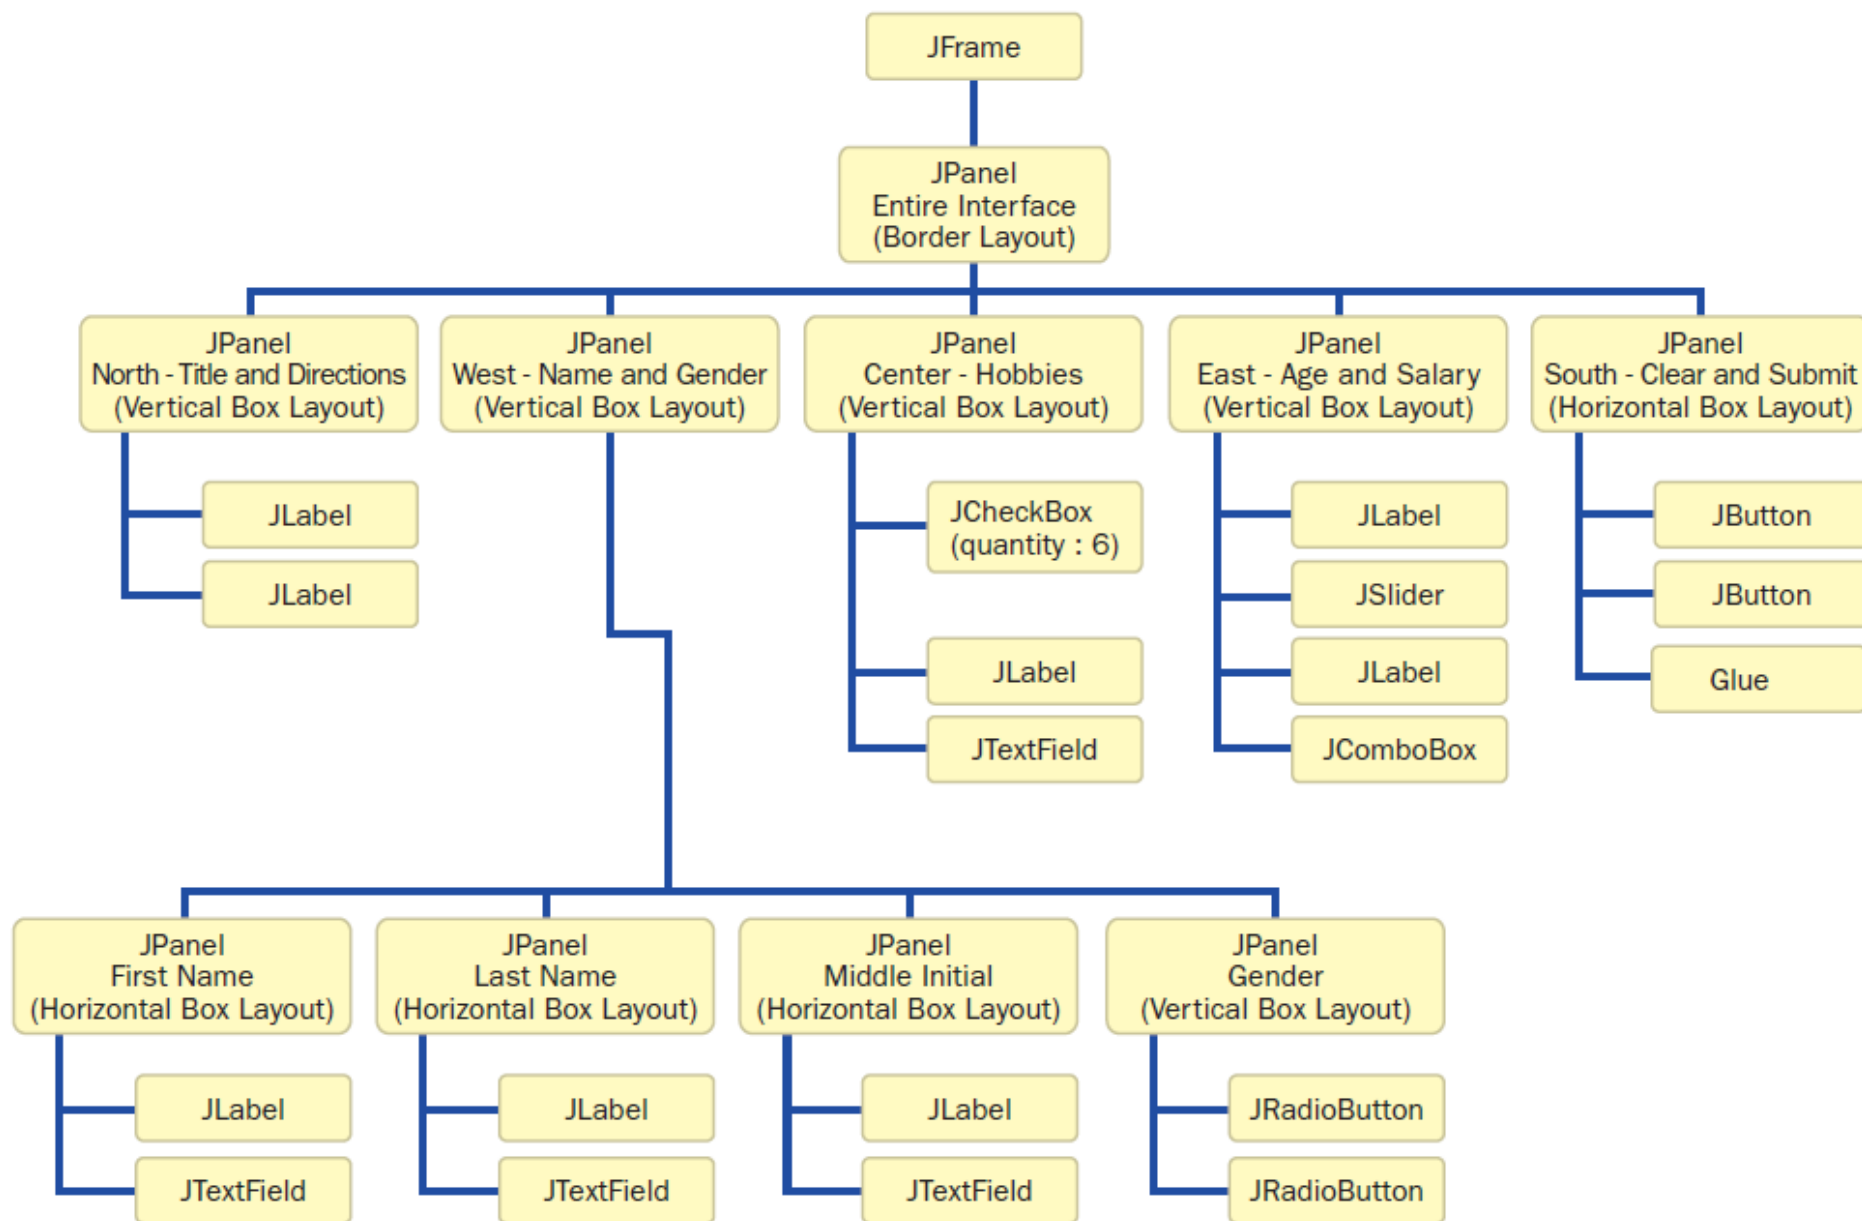 JFrame
JPanel
Entire Interface
(Border Layout)
JPanel
North - Title and Directions
(Vertical Box Layout)
JPanel
West - Name and Gender
(Vertical Box Layout)
JPanel
Center - Hobbies
(Vertical Box Layout)
JPanel
East - Age and Salary
(Vertical Box Layout)
JPanel
South - Clear and Submit
(Horizontal Box Layout)
JLabel
JLabel
JCheckBox
(quantity : 6)
JLabel
JTextField
JLabel
JSlider
JLabel
JComboBox
JButton
JButton
Glue
JPanel
First Name
(Horizontal Box Layout)
JPanel
Last Name
(Horizontal Box Layout)
JPanel
Middle Initial
(Horizontal Box Layout)
JPanel
Gender
(Vertical Box Layout)
JLabel
JTextField
JLabel
JTextField
JLabel
JTextField
JRadioButton
JRadioButton